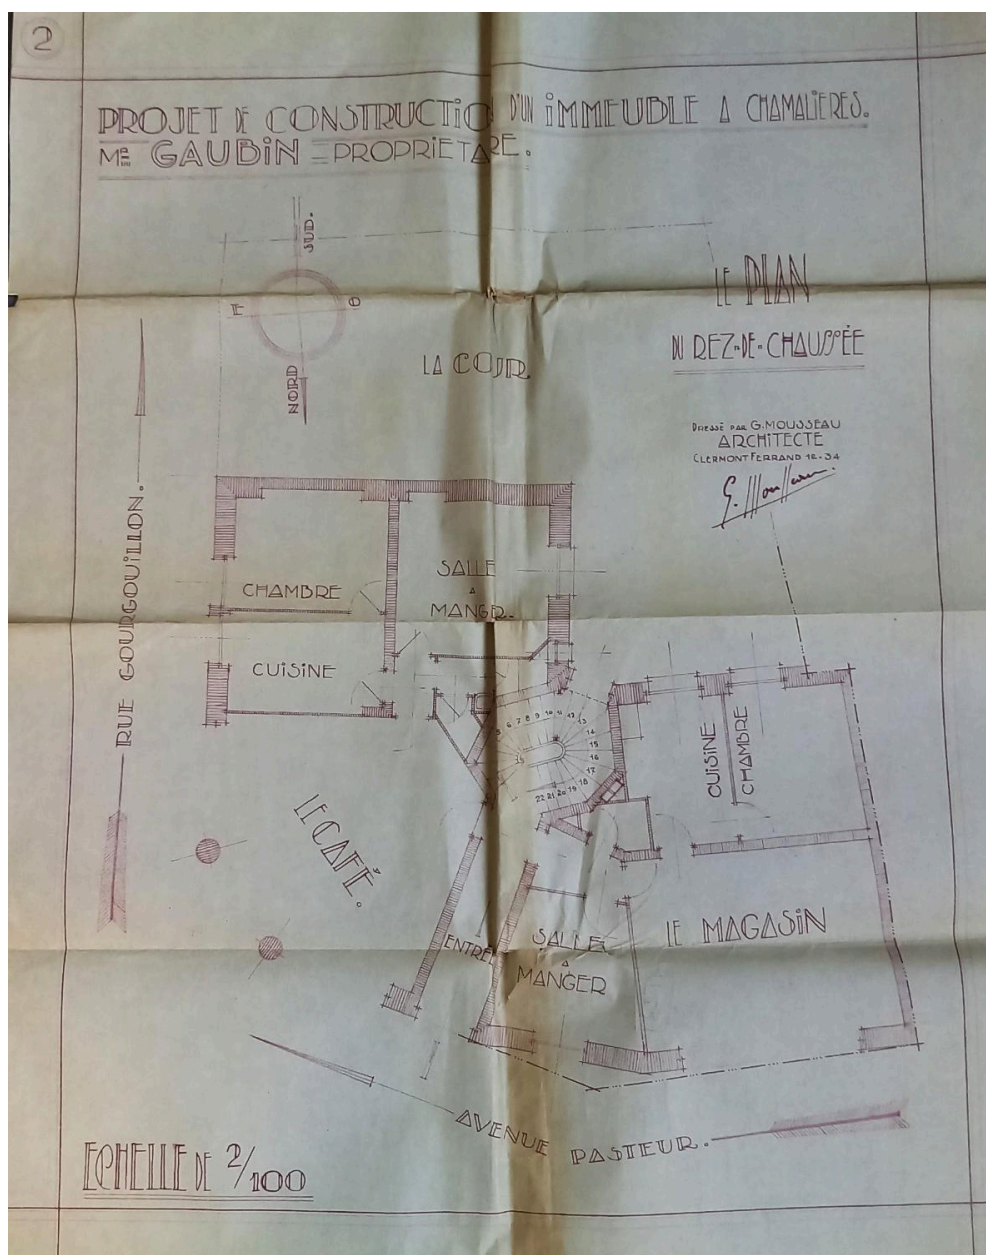 2
PROJET DE CONSTRUCTION D'UN IMMEUBLE A CHAMALIERES.
ME GAUBIN = PROPRIETARE.
SUD.
E
O
NORD
LE PLAN
DU REZ-DE-CHAUSSÉE
LA COUR
DRESSÉ PAR G. MOUSSEAU
ARCHITECTE
CLERMONT FERRAND 12-34
G. Mousseau
RUE GOURGOUILLON.
CHAMBRE
SALLE
A
MANGER.
CUISINE
5 6 7 8 9 10 11 12 13
14
15
16
17
18
19
20
21
22
CUISINE
CHAMBRE
LE CAFÉ.
ENTRÉE
SALLE
A
MANGER
LE MAGASIN
AVENUE PASTEUR.
ECHELLE DE 2/100